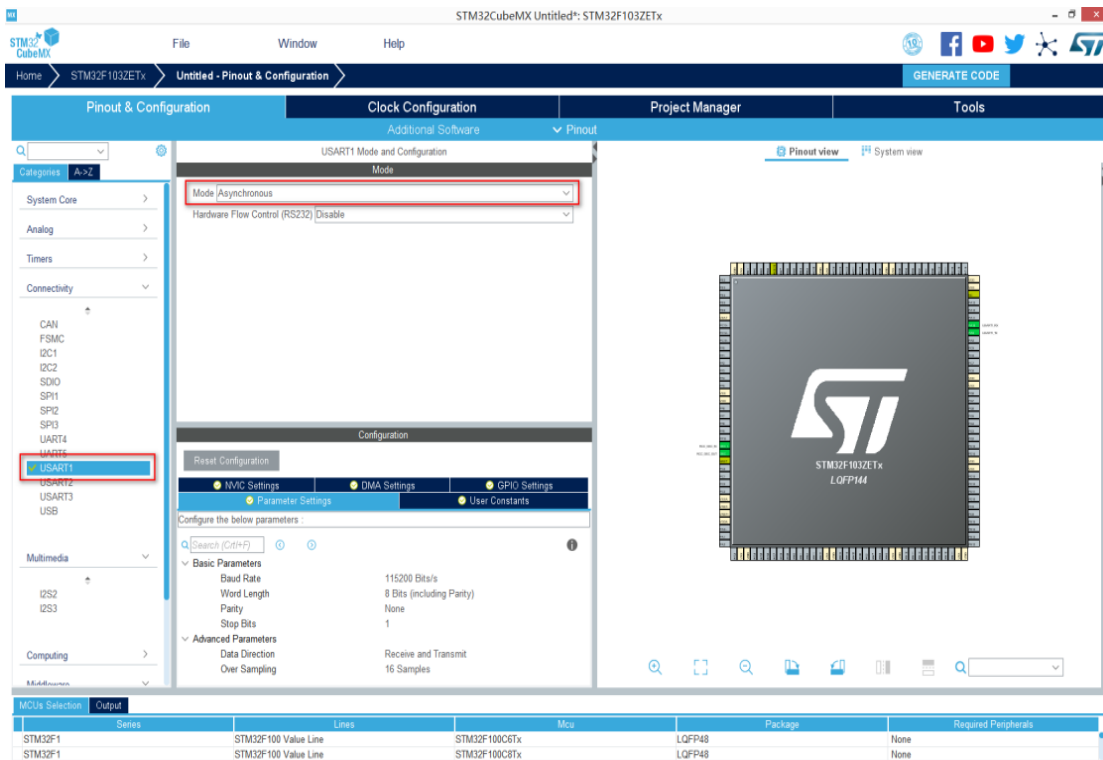 MX STM32CubeMX Untitled*: STM32F103ZETx
STM32 CubeMX File Window Help
Home STM32F103ZETx Untitled - Pinout & Configuration GENERATE CODE
Pinout & Configuration Clock Configuration Project Manager Tools
Additional Software Pinout
USART1 Mode and Configuration
Pinout view System view
Categories A->Z
Mode
System Core
Mode Asynchronous
Hardware Flow Control (RS232) Disable
Analog
Timers
Connectivity
CAN
FSMC
I2C1
I2C2
SDIO
SPI1
SPI2
SPI3
UART4
UART5
USART1
USART2
USART3
USB
Multimedia
I2S2
I2S3
Computing
Middleware
Configuration
Reset Configuration
NVIC Settings DMA Settings GPIO Settings
Parameter Settings User Constants
Configure the below parameters :
Search (Crtl+F)
Basic Parameters
Baud Rate 115200 Bits/s
Word Length 8 Bits (including Parity)
Parity None
Stop Bits 1
Advanced Parameters
Data Direction Receive and Transmit
Over Sampling 16 Samples
STM32F103ZETx
LQFP144
MCUs Selection Output
Series Lines Mcu Package Required Peripherals
STM32F1 STM32F100 Value Line STM32F100C6Tx LQFP48 None
STM32F1 STM32F100 Value Line STM32F100C8Tx LQFP48 None